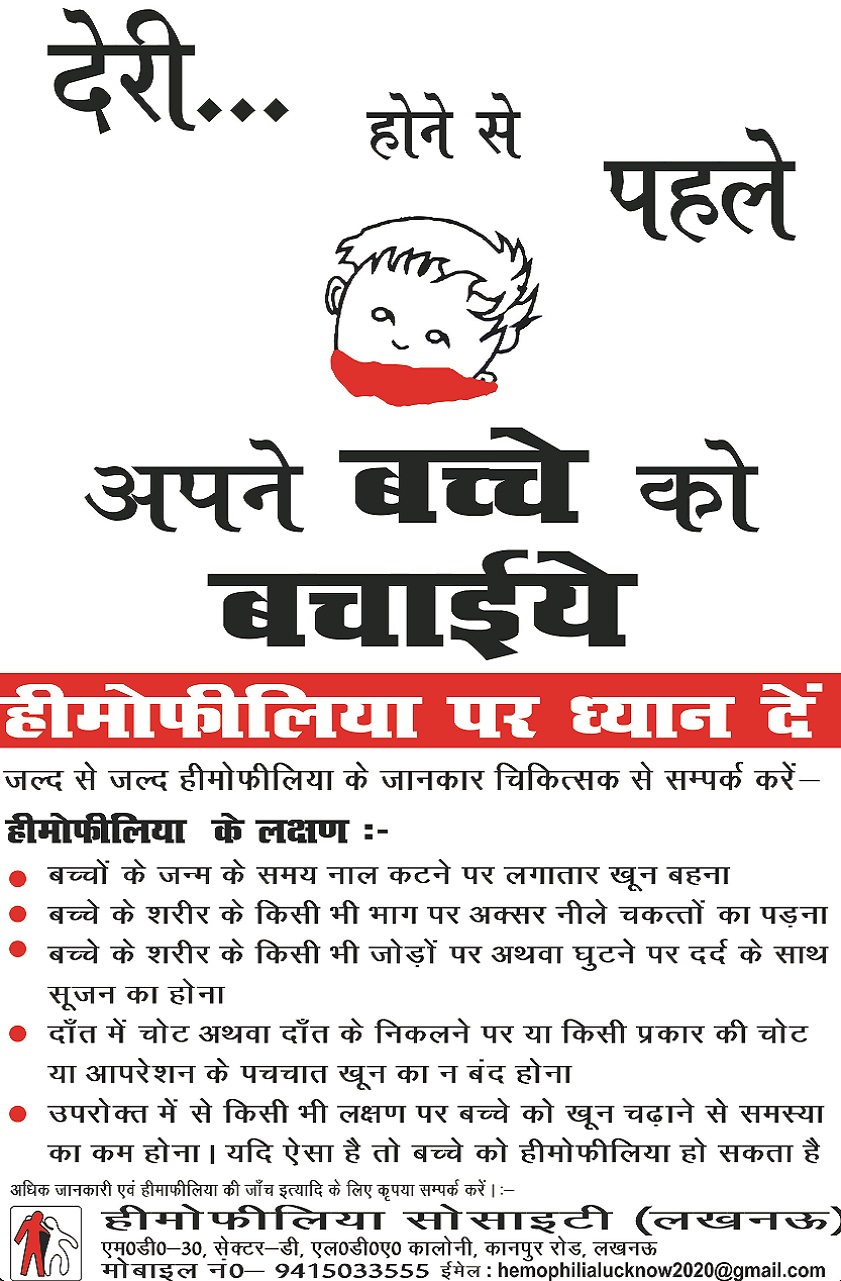 देरी...
होने से
पहले
अपने बच्चे को
बचाईये
हीमोफीलिया पर ध्यान दें
जल्द से जल्द हीमोफीलिया के जानकार चिकित्सक से सम्पर्क करें–
हीमोफीलिया के लक्षण :-
● बच्चों के जन्म के समय नाल कटने पर लगातार खून बहना
● बच्चे के शरीर के किसी भी भाग पर अक्सर नीले चकत्तों का पड़ना
● बच्चे के शरीर के किसी भी जोड़ों पर अथवा घुटने पर दर्द के साथ
सूजन का होना
● दाँत में चोट अथवा दाँत के निकलने पर या किसी प्रकार की चोट
या आपरेशन के पचचात खून का न बंद होना
● उपरोक्त में से किसी भी लक्षण पर बच्चे को खून चढ़ाने से समस्या
का कम होना। यदि ऐसा है तो बच्चे को हीमोफीलिया हो सकता है
अधिक जानकारी एवं हीमाफीलिया की जाँच इत्यादि के लिए कृपया सम्पर्क करें।:–
हीमोफीलिया सोसाइटी (लखनऊ)
एम0डी0–30, सेक्टर–डी, एल0डी0ए0 कालोनी, कानपुर रोड, लखनऊ
मोबाइल नं0– 9415033555 ईमेल : hemophilialucknow2020@gmail.com